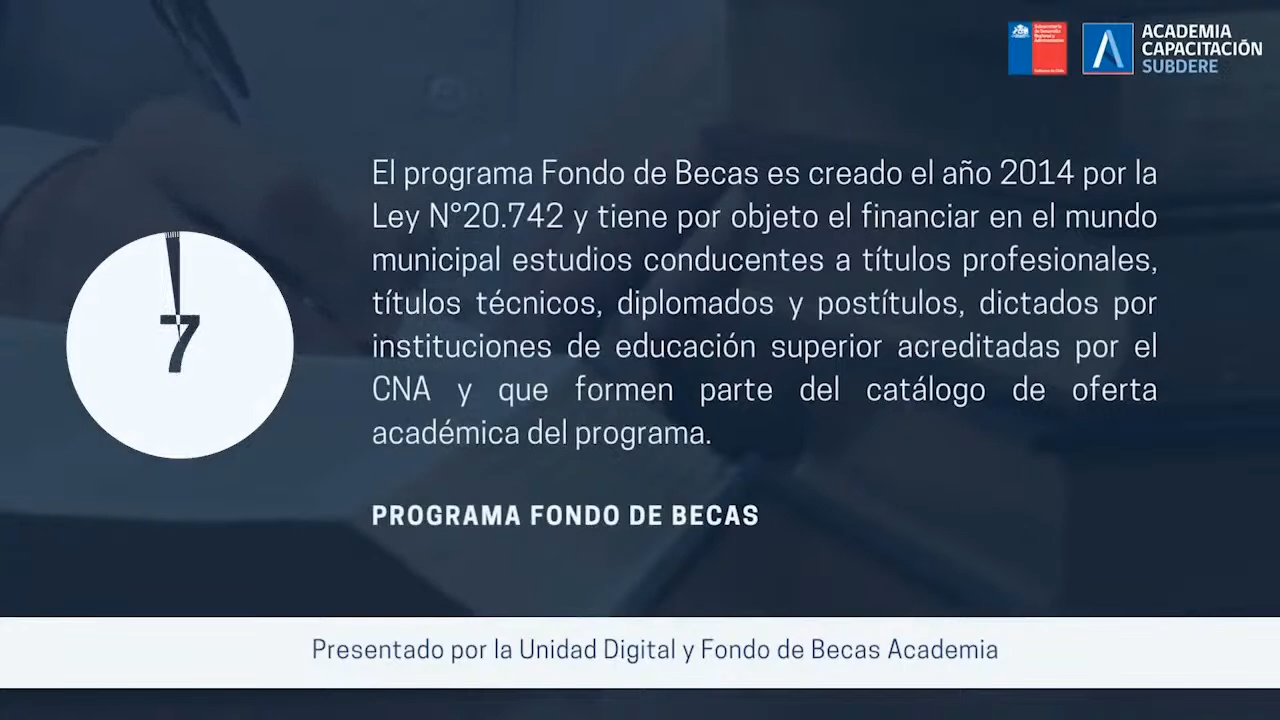 ACADEMIA
CAPACITACIÓN
SUBDERE
El programa Fondo de Becas es creado el año 2014 por la
Ley N°20.742 y tiene por objeto el financiar en el mundo
municipal estudios conducentes a títulos profesionales,
títulos técnicos, diplomados y postítulos, dictados por
instituciones de educación superior acreditadas por el
CNA y que formen parte del catálogo de oferta
académica del programa.
7
PROGRAMA FONDO DE BECAS
Presentado por la Unidad Digital y Fondo de Becas Academia